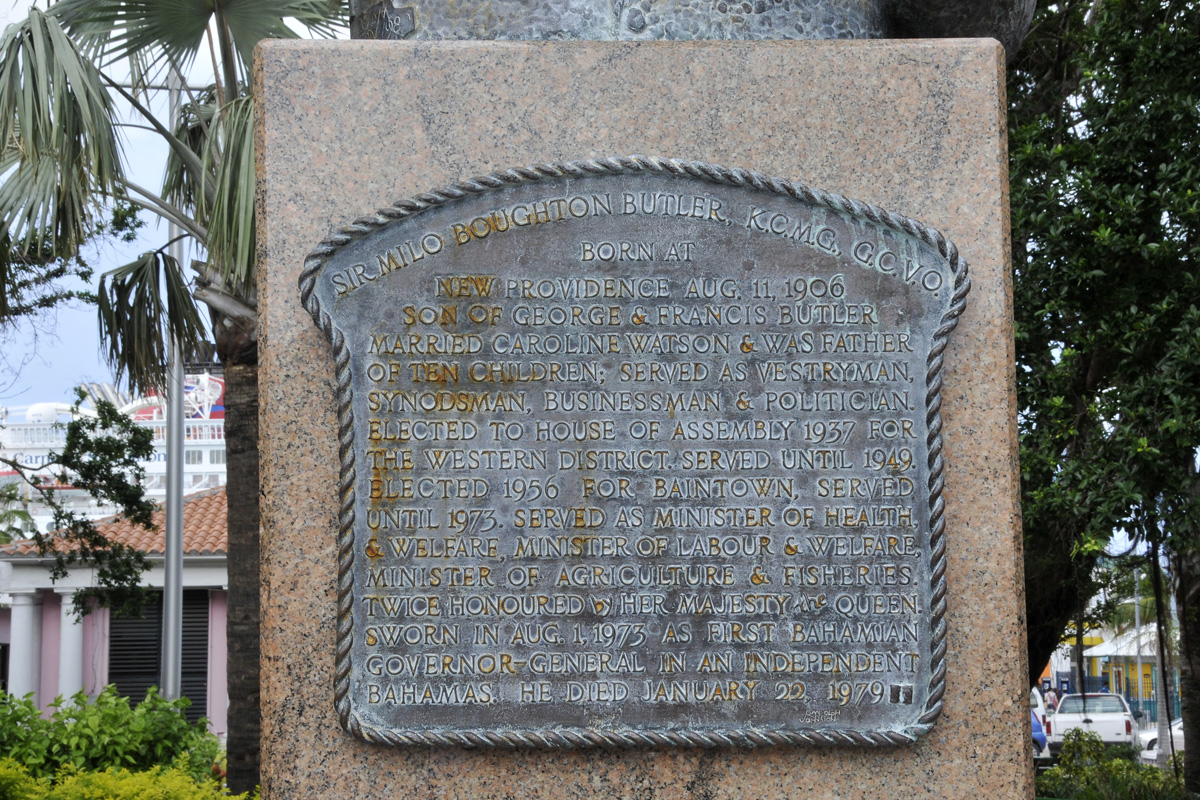 SIR MILO BOUGHTON BUTLER, K.C.M.G., G.C.V.O.
BORN AT
NEW PROVIDENCE AUG. 11, 1906
SON OF GEORGE & FRANCIS BUTLER
MARRIED CAROLINE WATSON & WAS FATHER
OF TEN CHILDREN; SERVED AS VESTRYMAN,
SYNODSMAN, BUSINESSMAN & POLITICIAN.
ELECTED TO HOUSE OF ASSEMBLY 1937 FOR
THE WESTERN DISTRICT. SERVED UNTIL 1949.
ELECTED 1956 FOR BAINTOWN, SERVED
UNTIL 1973. SERVED AS MINISTER OF HEALTH,
& WELFARE, MINISTER OF LABOUR & WELFARE,
MINISTER OF AGRICULTURE & FISHERIES.
TWICE HONOURED by HER MAJESTY the QUEEN.
SWORN IN AUG. 1, 1973 AS FIRST BAHAMIAN
GOVERNOR-GENERAL IN AN INDEPENDENT
BAHAMAS. HE DIED JANUARY 22, 1979